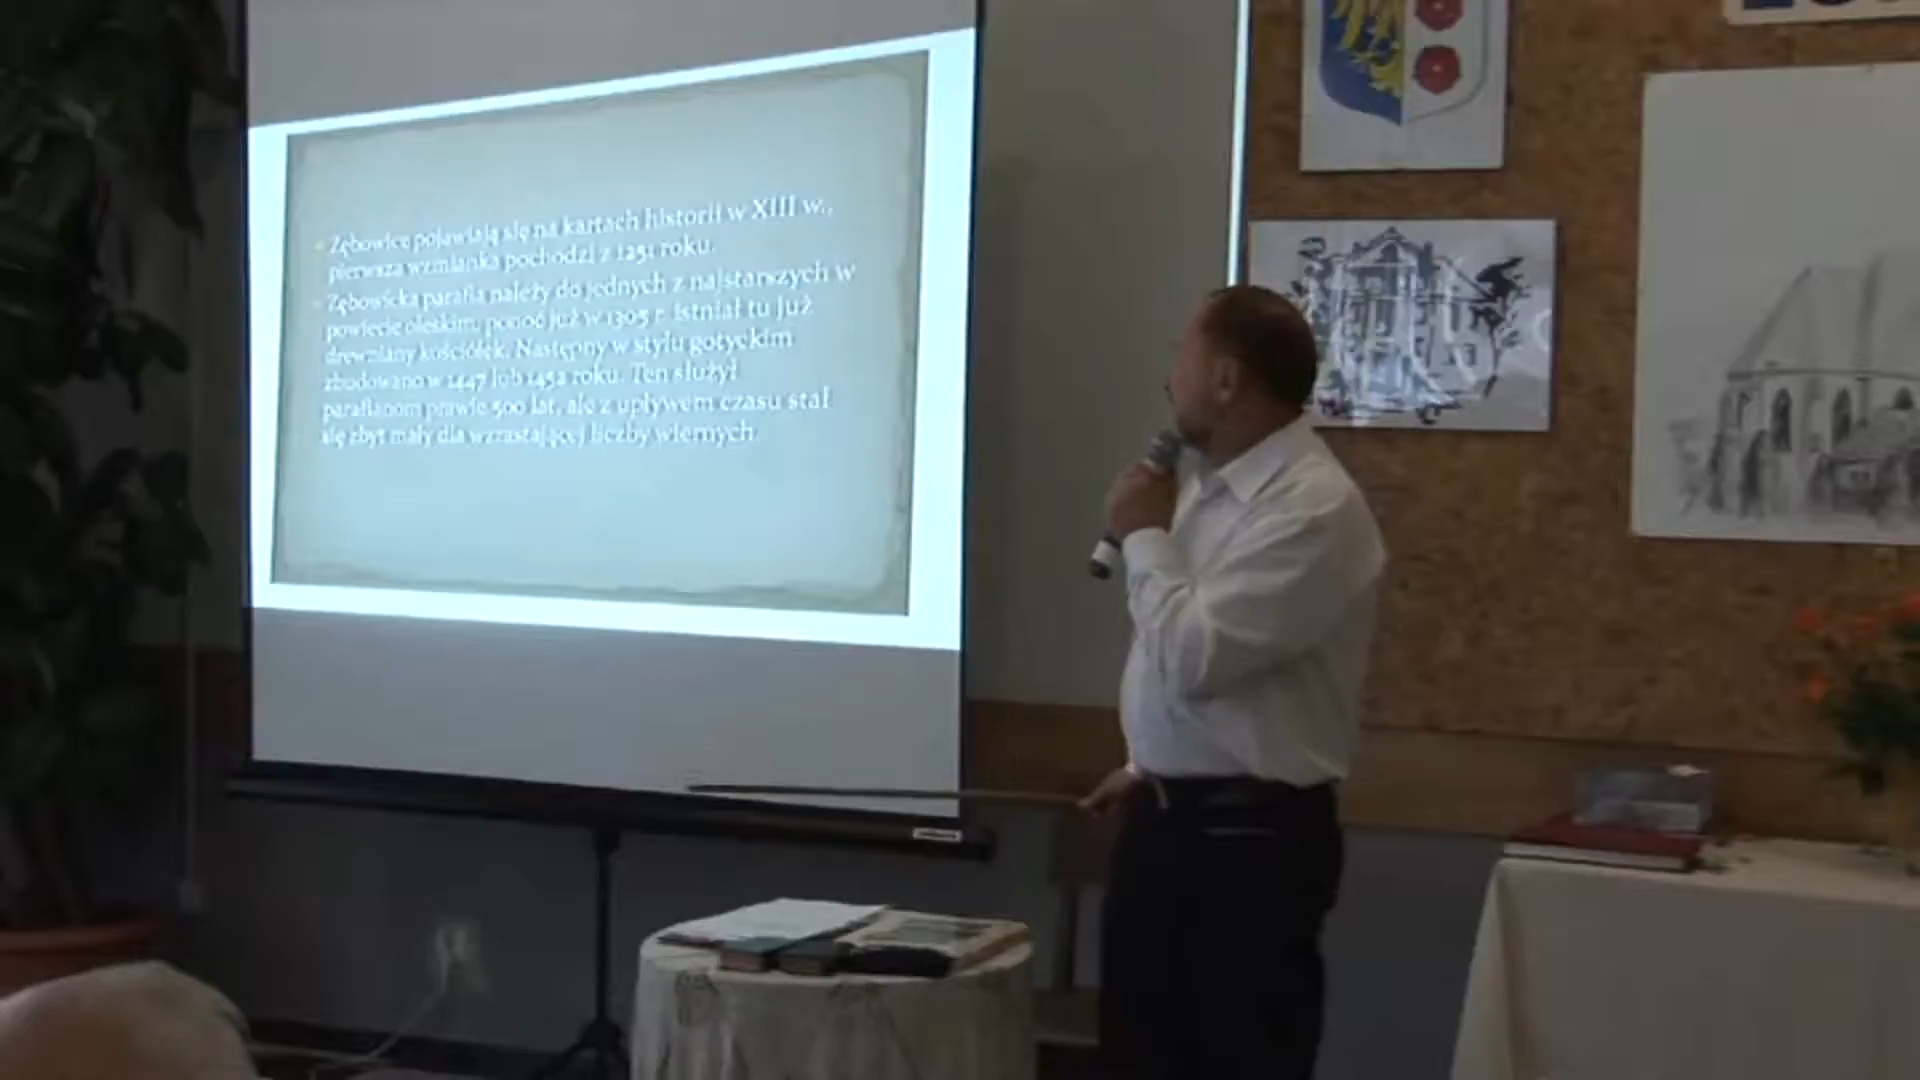 Zębowice pojawiają się na kartach historii w XIII w.,
pierwsza wzmianka pochodzi z 1251 roku.
Zębowicka parafia należy do jednych z najstarszych w
powiecie oleskim, ponoć już w 1305 r. istniał tu już
drewniany kościółek. Następny w stylu gotyckim
zbudowano w 1447 lub 1452 roku. Ten służył
parafianom prawie 500 lat, ale z upływem czasu stał
się zbyt mały dla wzrastającej liczby wiernych.